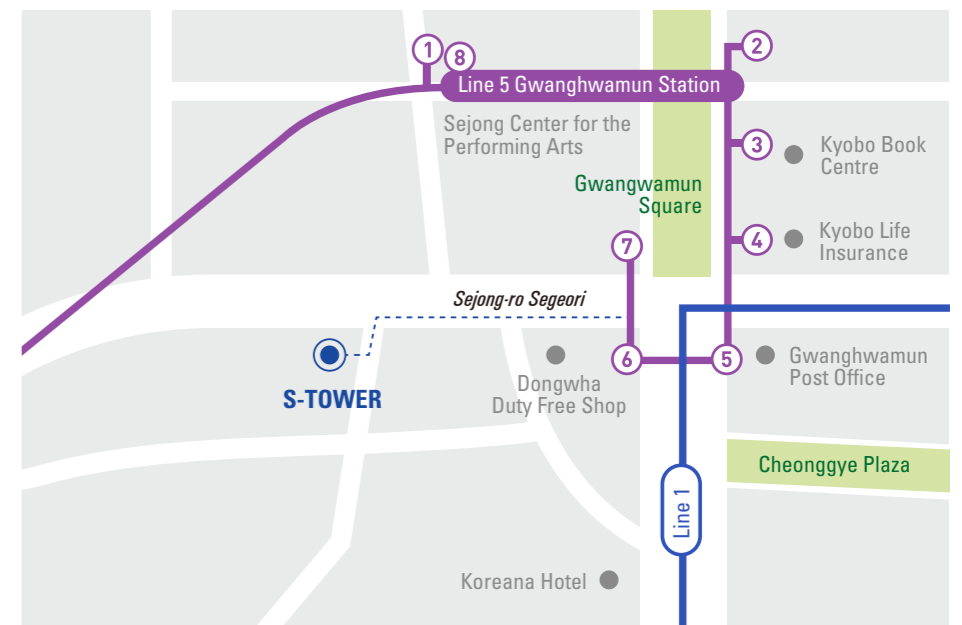 1
8
2
Line 5 Gwanghwamun Station
Sejong Center for the
Performing Arts
3
Kyobo Book
Centre
Gwangwamun
Square
7
4
Kyobo Life
Insurance
Sejong-ro Segeori
S-TOWER
Dongwha
Duty Free Shop
6
5
Gwanghwamun
Post Office
Cheonggye Plaza
Line 1
Koreana Hotel